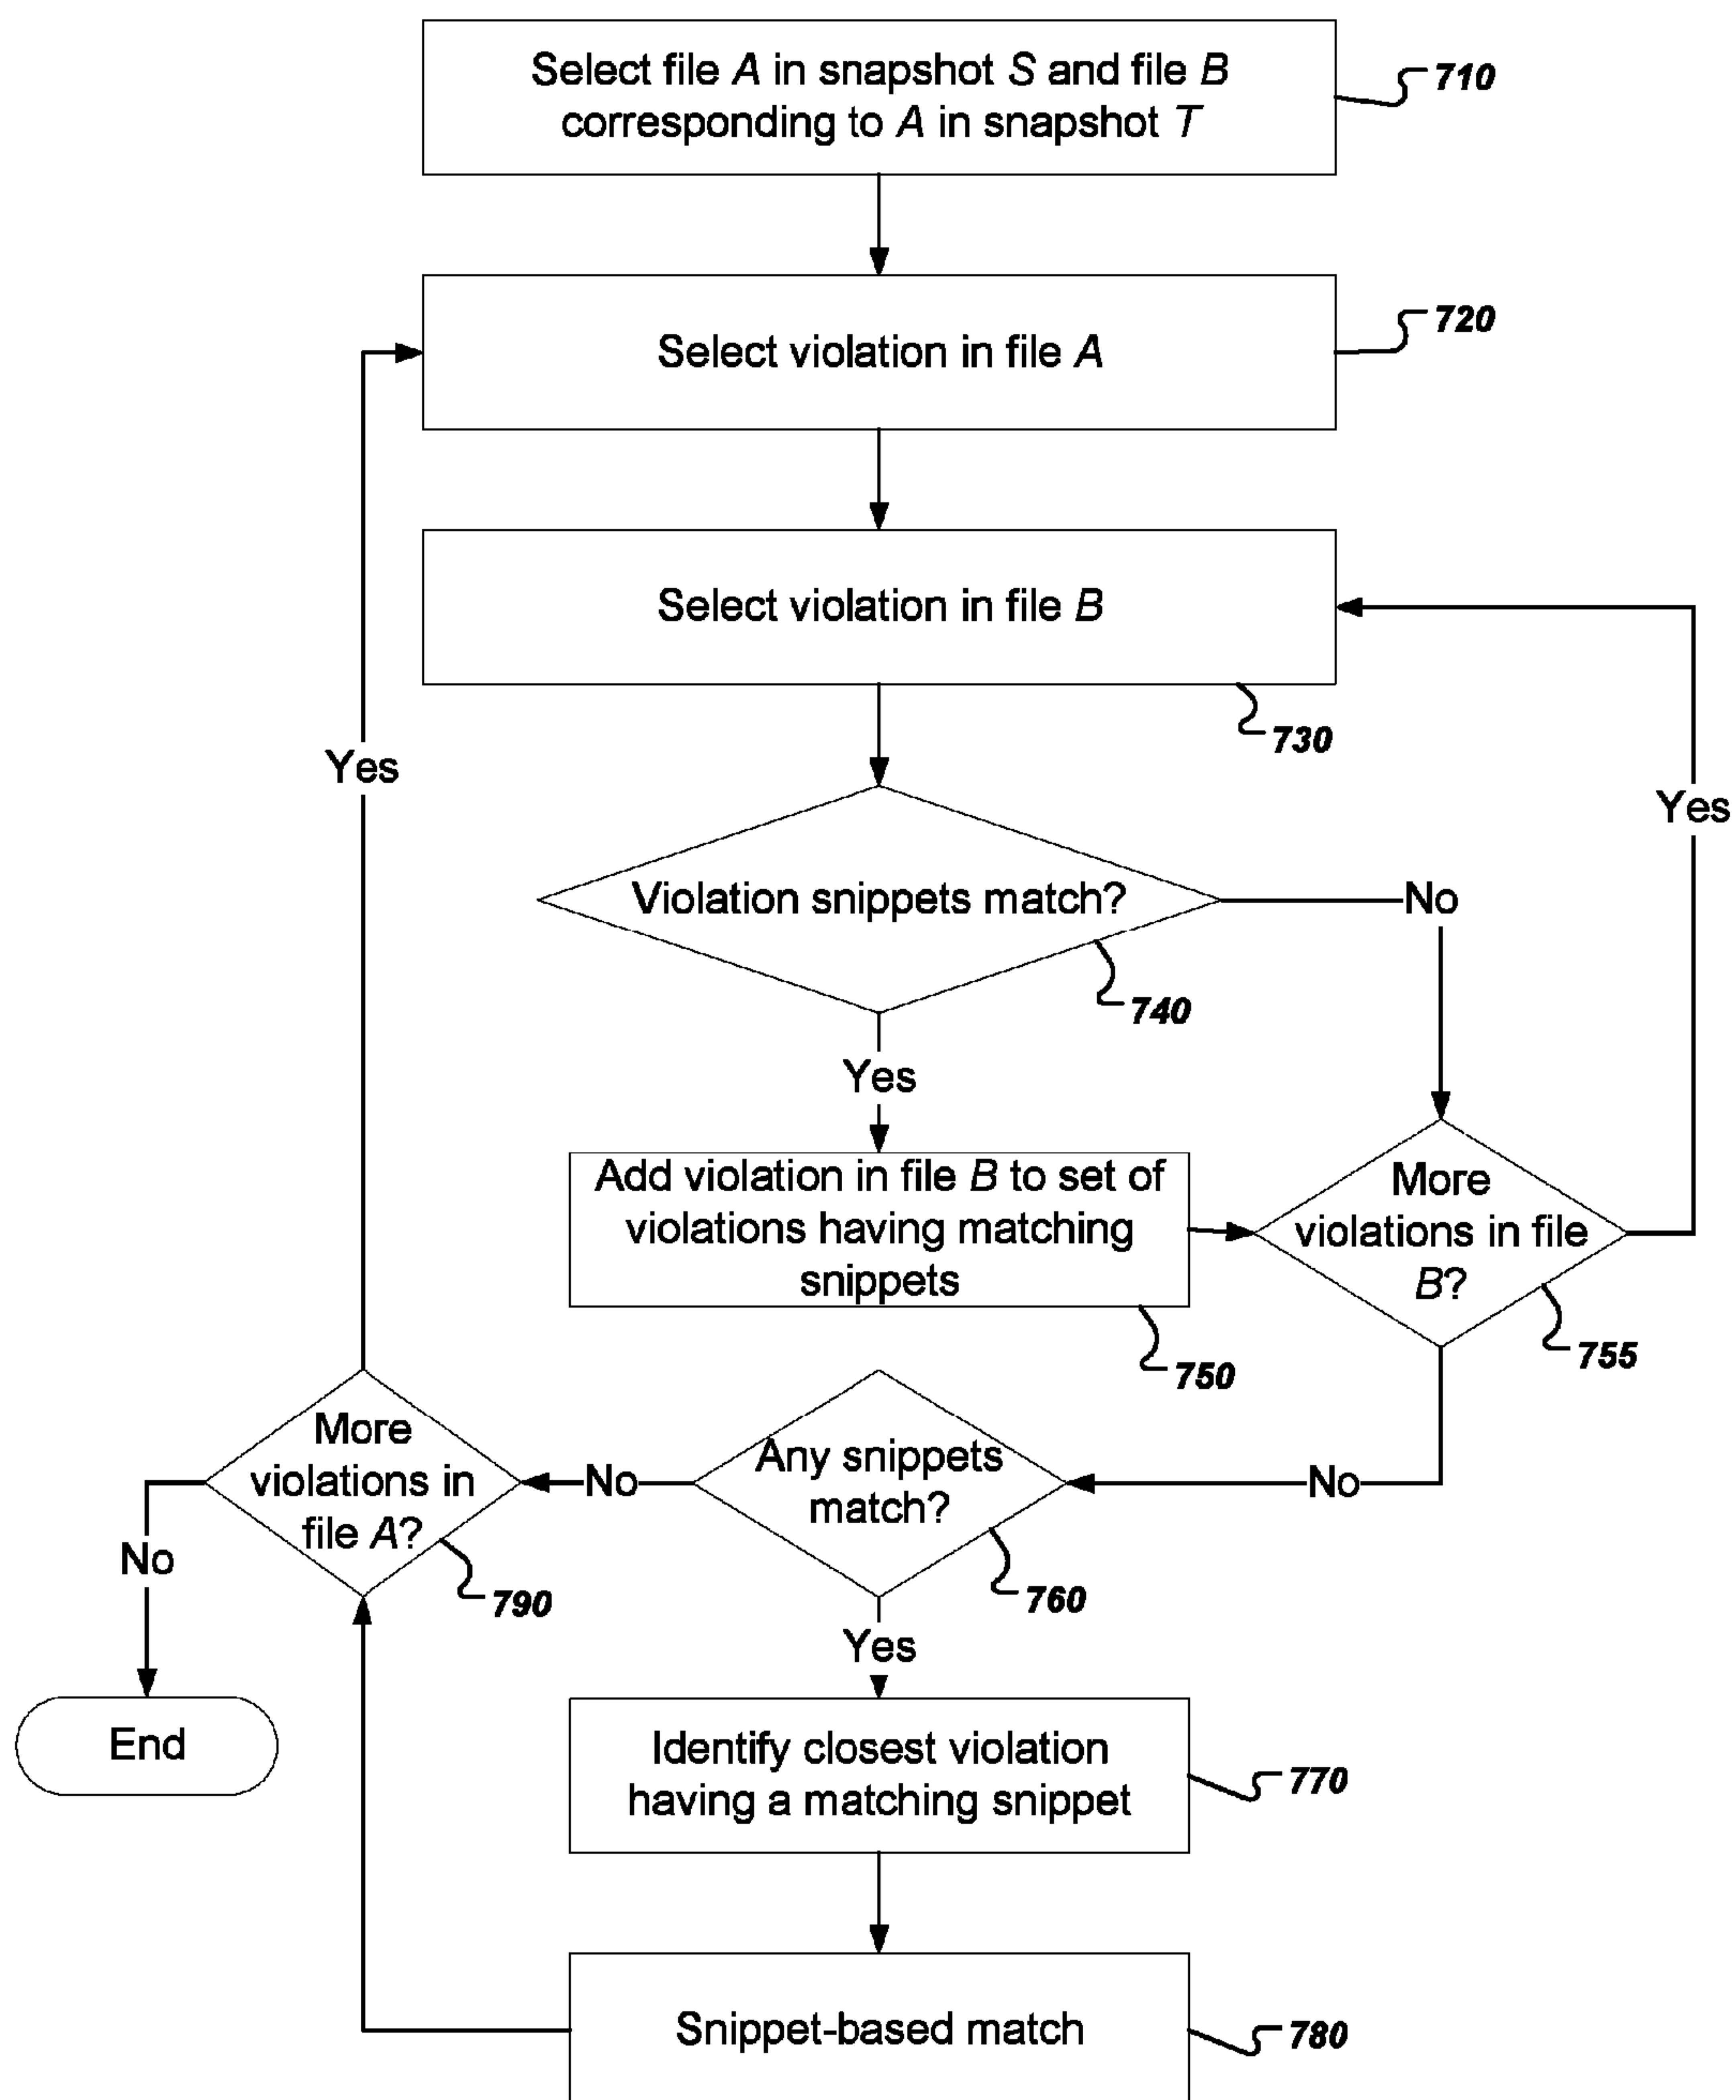 Select file A in snapshot S and file B
corresponding to A in snapshot T
710
Select violation in file A
720
Select violation in file B
730
Yes
Yes
Violation snippets match?
No
740
Yes
Add violation in file B to set of
violations having matching
snippets
750
More
violations in file
B?
755
More
violations in
file A?
790
No
Any snippets
match?
760
No
No
Yes
End
Identify closest violation
having a matching snippet
770
Snippet-based match
780